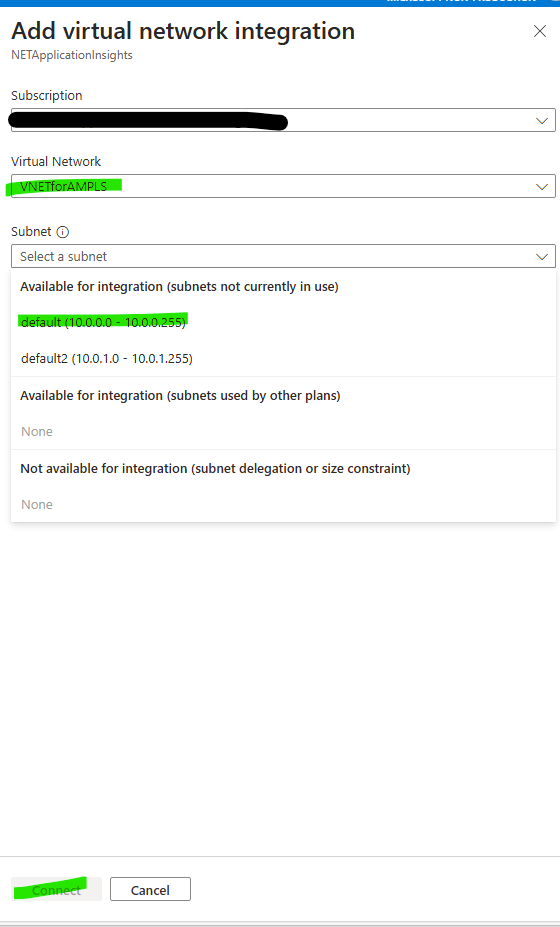 Add virtual network integration
NETApplicationInsights
Subscription
Virtual Network
VNETforAMPLS
Subnet
Select a subnet
Available for integration (subnets not currently in use)
default (10.0.0.0 - 10.0.0.255)
default2 (10.0.1.0 - 10.0.1.255)
Available for integration (subnets used by other plans)
None
Not available for integration (subnet delegation or size constraint)
None
Connect Cancel